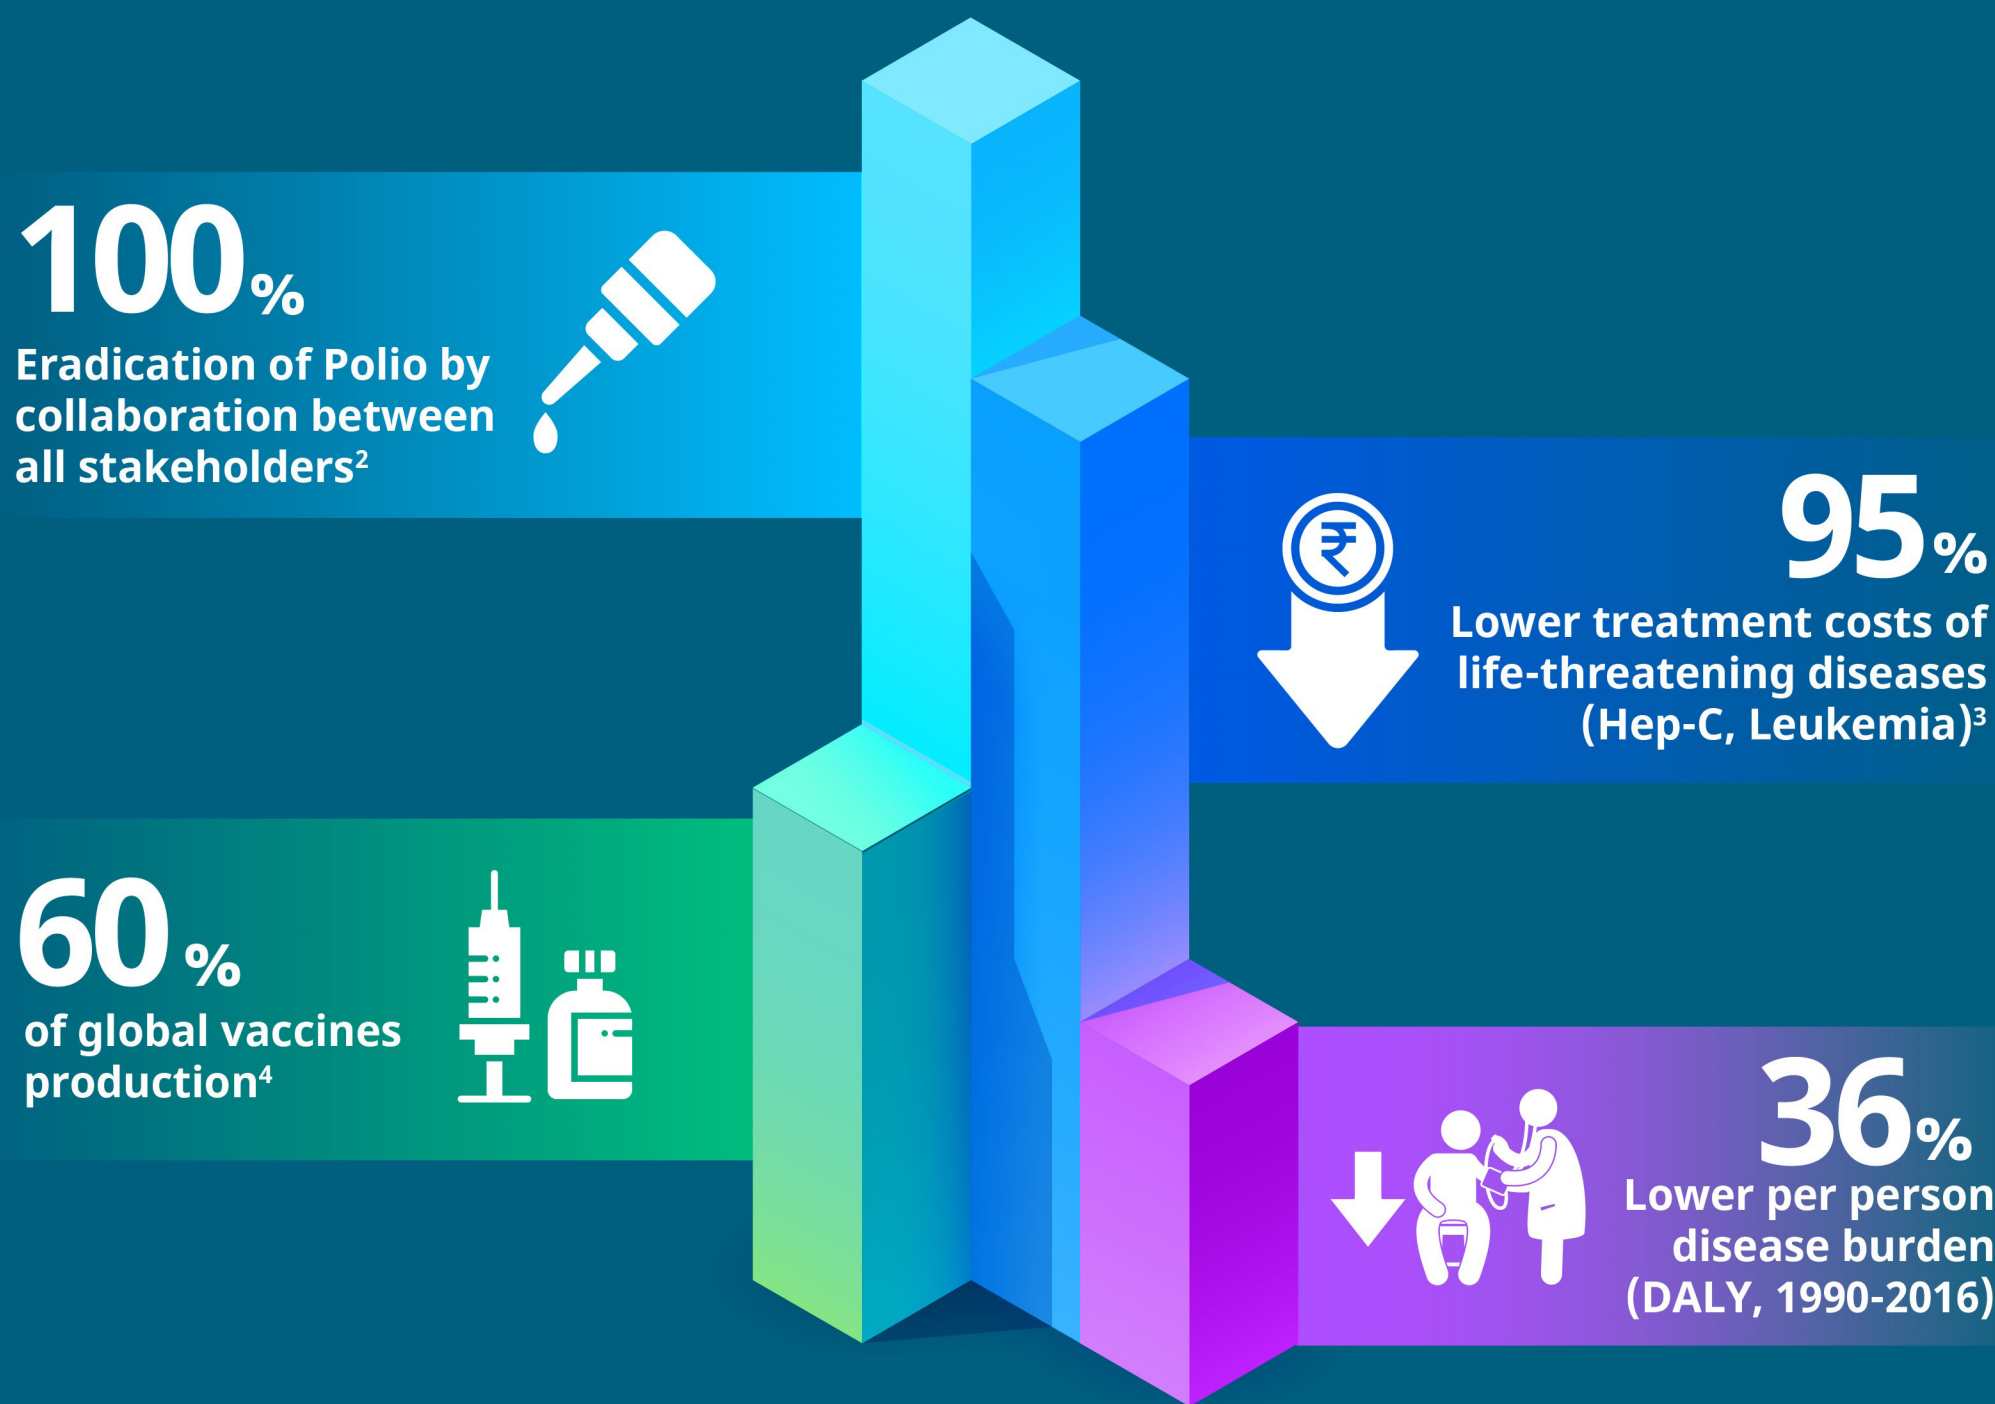 100%
Eradication of Polio by
collaboration between
all stakeholders²
₹
95%
Lower treatment costs of
life-threatening diseases
(Hep-C, Leukemia)³
60 %
of global vaccines
production⁴
36%
Lower per person
disease burden
(DALY, 1990-2016)